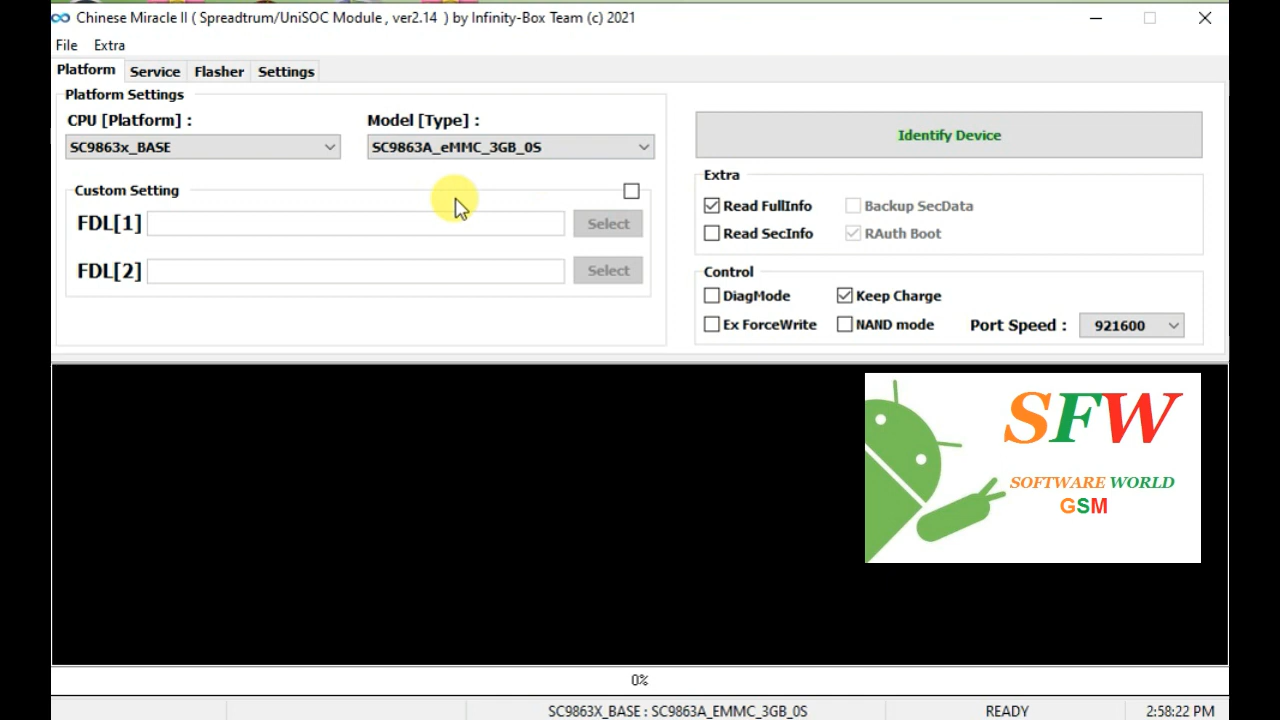 Chinese Miracle II ( Spreadtrum/UniSOC Module , ver2.14 ) by Infinity-Box Team (c) 2021
File Extra
Platform Service Flasher Settings
Platform Settings
CPU [Platform] : Model [Type] :
SC9863x_BASE SC9863A_eMMC_3GB_0S
Custom Setting
FDL[1] Select
FDL[2] Select
Identify Device
Extra
Read FullInfo Backup SecData
Read SecInfo RAuth Boot
Control
DiagMode Keep Charge
Ex ForceWrite NAND mode Port Speed : 921600
SFW
SOFTWARE WORLD
GSM
0%
SC9863X_BASE : SC9863A_EMMC_3GB_0S READY 2:58:22 PM